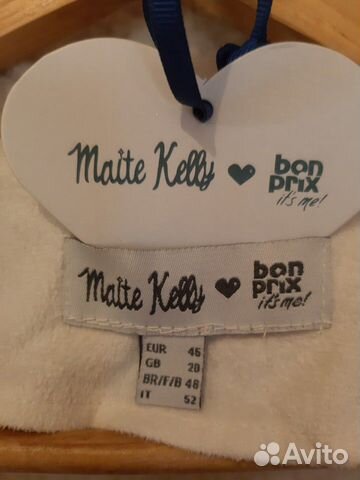 Maite Kelly ♥ bon prix it's me!
Maite Kelly ♥ bon prix it's me!
EUR 46
GB 20
BR/F/B 48
IT 52
Avito